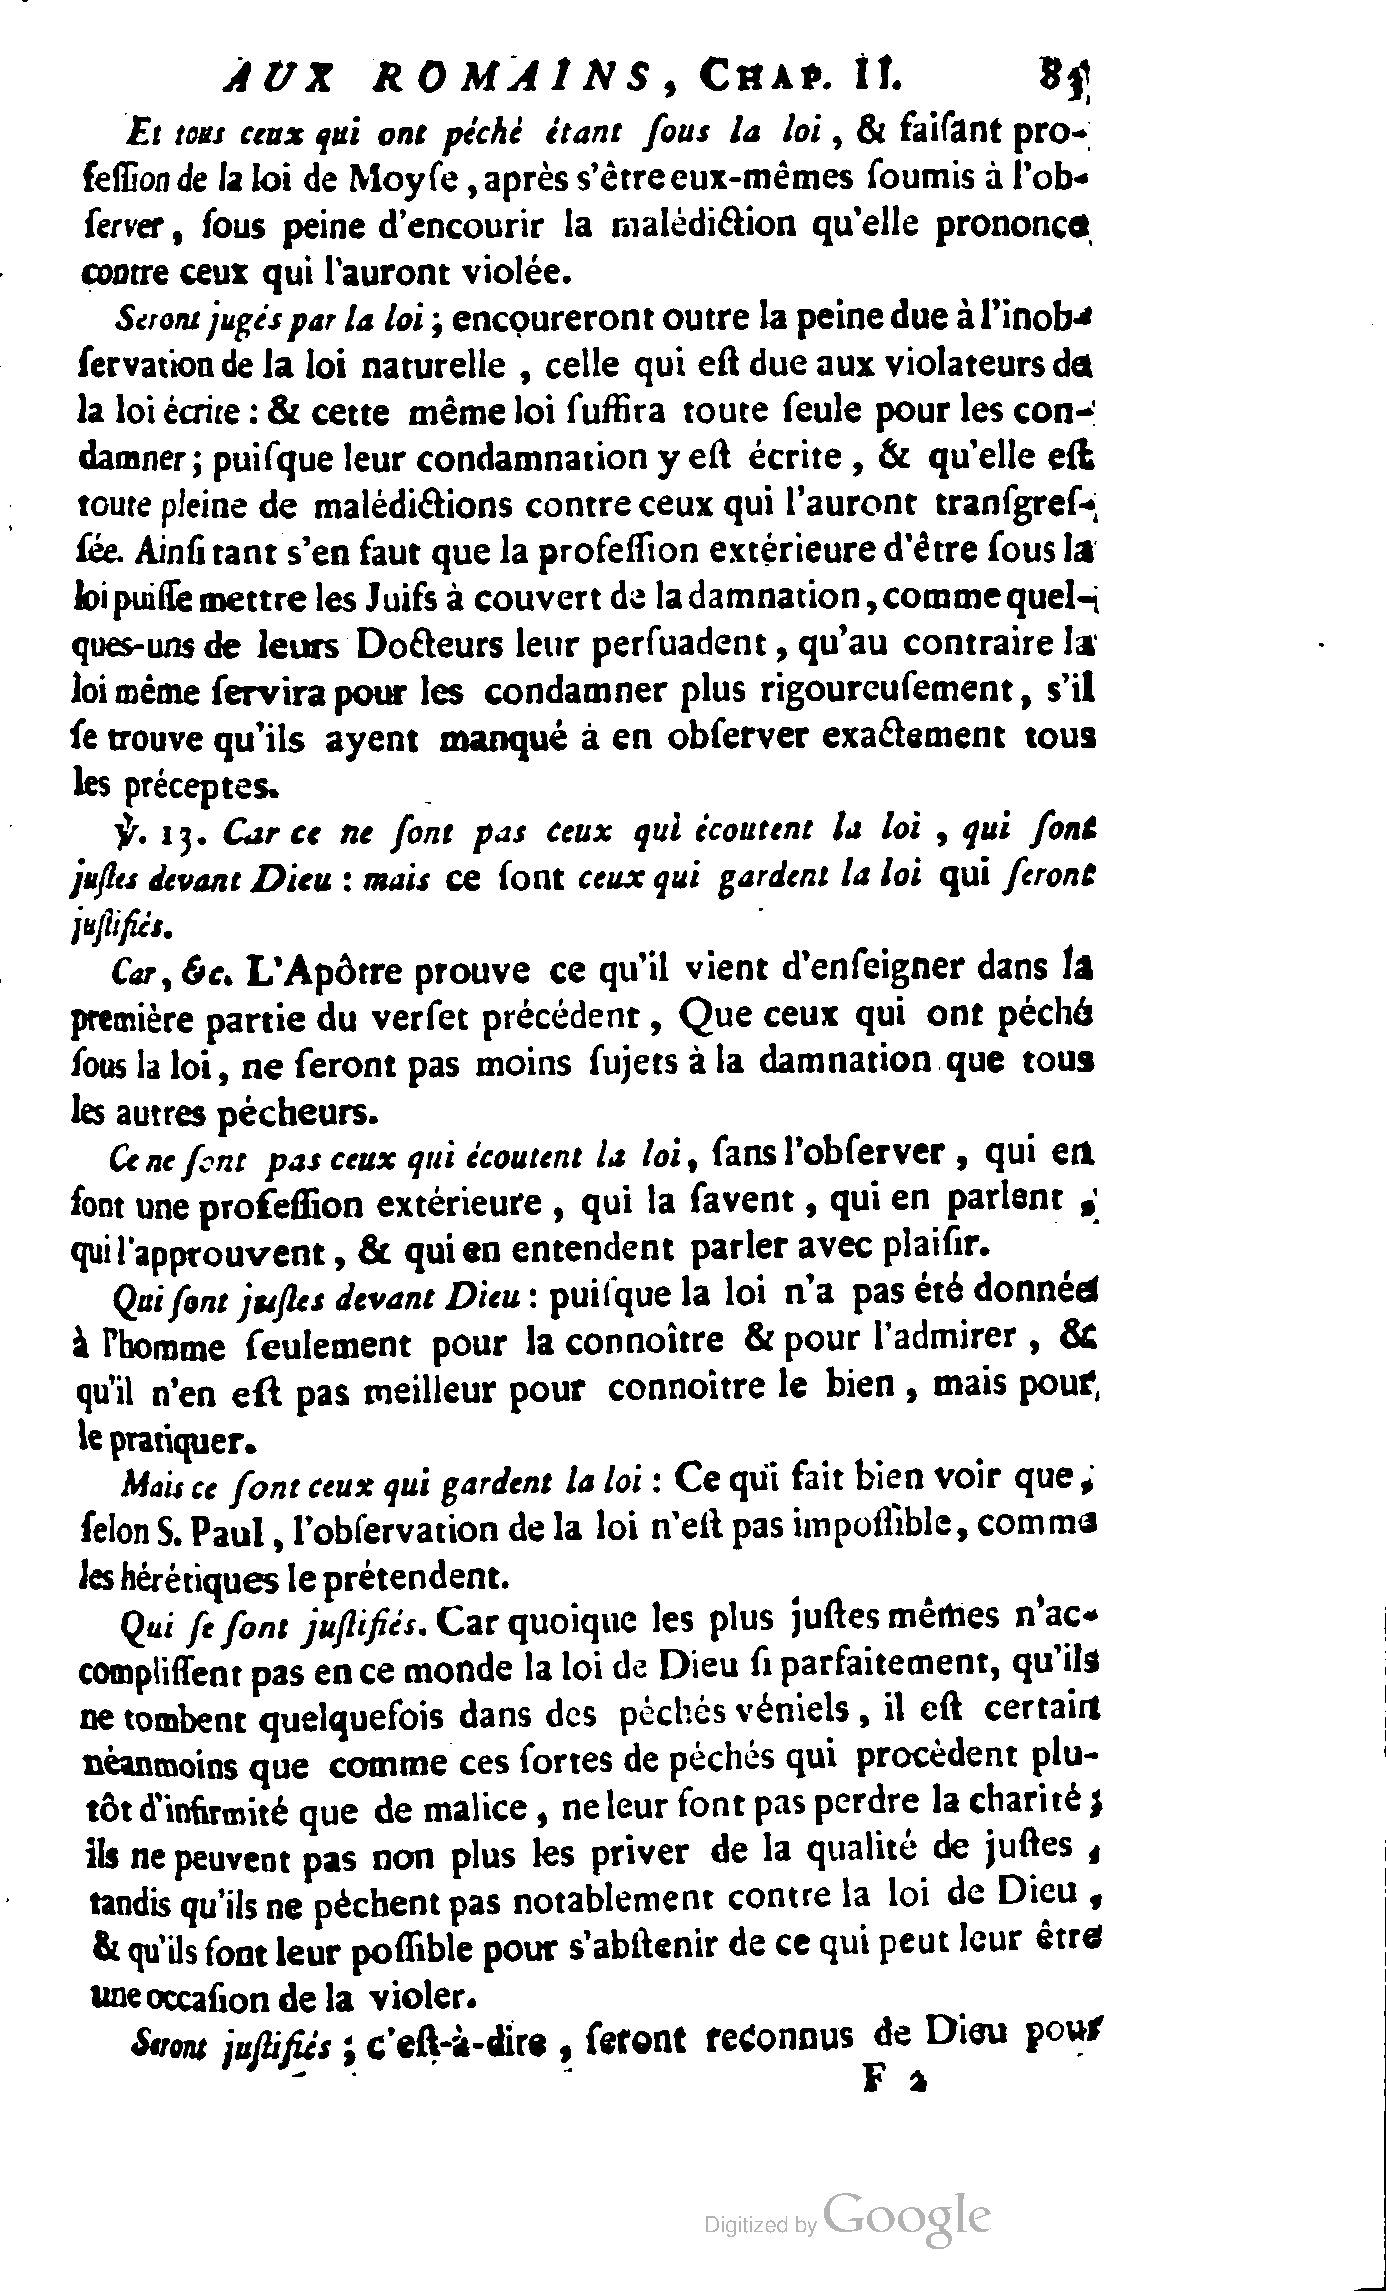 AUX ROMAINS, CHAP. II. 85
Et tous ceux qui ont péché étant ſous la loi, & faiſant pro-
feſſion de la loi de Moyſe, après s'être eux-mêmes ſoumis à l'ob-
ſerver, ſous peine d'encourir la malédiction qu'elle prononce
contre ceux qui l'auront violée.
Seront jugés par la loi; encoureront outre la peine due à l'inob-
ſervation de la loi naturelle, celle qui eſt due aux violateurs de
la loi écrite : & cette même loi ſuffira toute ſeule pour les con-
damner; puiſque leur condamnation y eſt écrite, & qu'elle eſt
toute pleine de malédictions contre ceux qui l'auront tranſgreſ-
ſée. Ainſi tant s'en faut que la profeſſion extérieure d'être ſous la
loi puiſſe mettre les Juifs à couvert de la damnation, comme quel-
ques-uns de leurs Docteurs leur perſuadent, qu'au contraire la
loi même ſervira pour les condamner plus rigoureuſement, s'il
ſe trouve qu'ils ayent manqué à en obſerver exactement tous
les préceptes.
℣. 13. Car ce ne ſont pas ceux qui écoutent la loi, qui ſont
juſtes devant Dieu : mais ce ſont ceux qui gardent la loi qui ſeront
juſtifiés.
Car, &c. L'Apôtre prouve ce qu'il vient d'enſeigner dans la
première partie du verſet précédent, Que ceux qui ont péché
ſous la loi, ne ſeront pas moins ſujets à la damnation que tous
les autres pécheurs.
Ce ne ſont pas ceux qui écoutent la loi, ſans l'obſerver, qui en
font une profeſſion extérieure, qui la ſavent, qui en parlent,
qui l'approuvent, & qui en entendent parler avec plaiſir.
Qui ſont juſtes devant Dieu : puiſque la loi n'a pas été donnée
à l'homme ſeulement pour la connoître & pour l'admirer, &
qu'il n'en eſt pas meilleur pour connoître le bien, mais pour
le pratiquer.
Mais ce ſont ceux qui gardent la loi : Ce qui fait bien voir que,
ſelon S. Paul, l'obſervation de la loi n'eſt pas impoſſible, comme
les hérétiques le prétendent.
Qui ſe ſont juſtifiés. Car quoique les plus juſtes mêmes n'ac-
compliſſent pas en ce monde la loi de Dieu ſi parfaitement, qu'ils
ne tombent quelquefois dans des péchés véniels, il eſt certain
néanmoins que comme ces ſortes de péchés qui procèdent plu-
tôt d'infirmité que de malice, ne leur font pas perdre la charité;
ils ne peuvent pas non plus les priver de la qualité de juſtes,
tandis qu'ils ne pèchent pas notablement contre la loi de Dieu,
& qu'ils font leur poſſible pour s'abſtenir de ce qui peut leur être
une occaſion de la violer.
Seront juſtifiés; c'eſt-à-dire, ſeront reconnus de Dieu pour
F 2
Digitized by Google